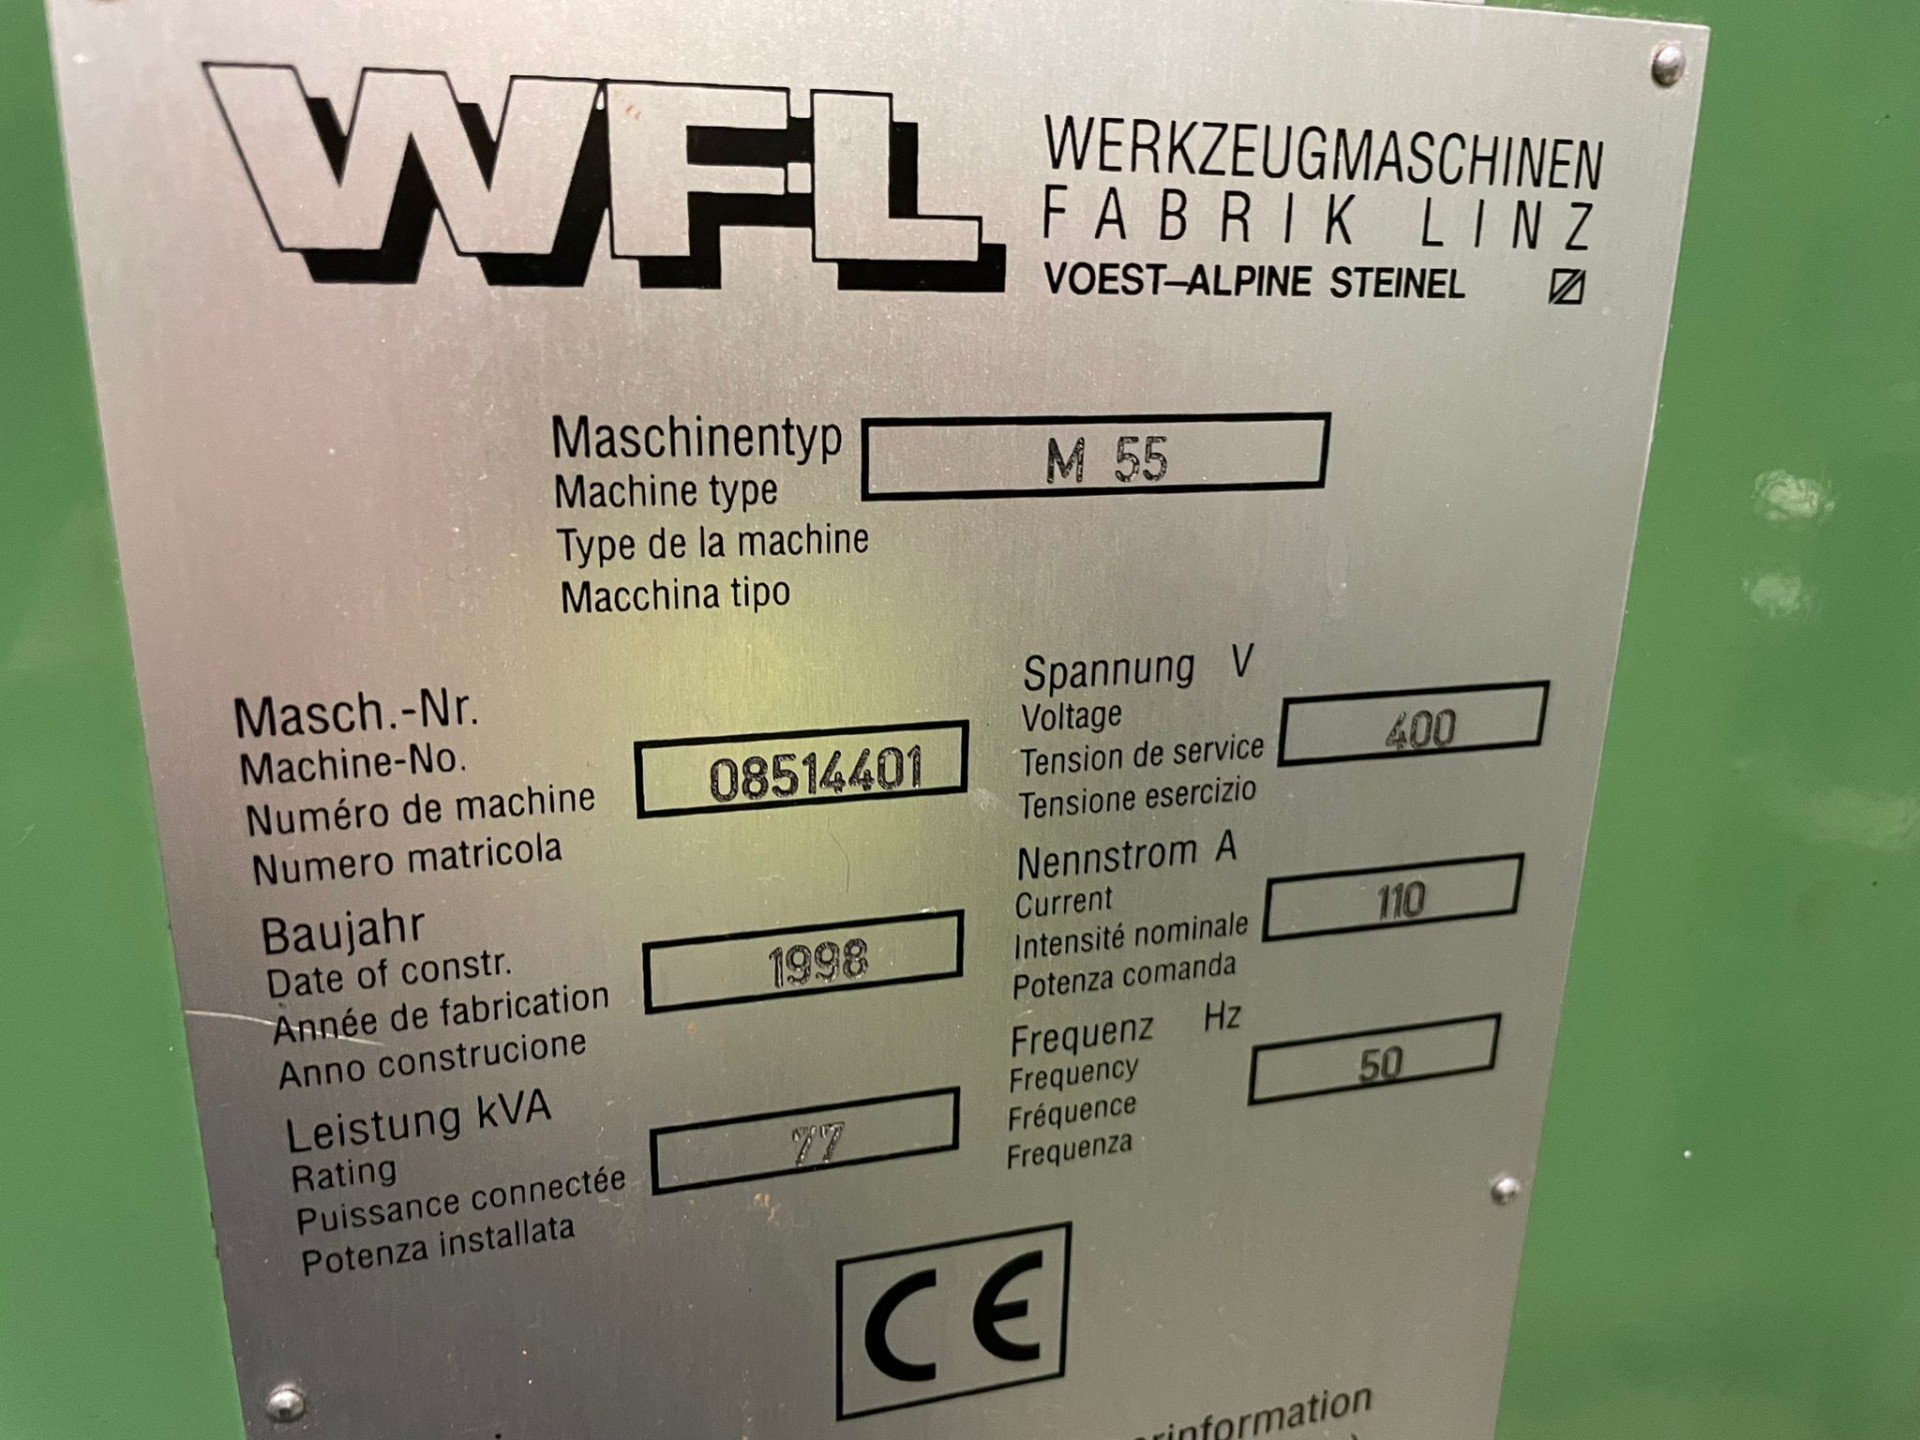 WFL
WERKZEUGMASCHINEN
FABRIK LINZ
VOEST-ALPINE STEINEL
Maschinentyp M 55
Machine type
Type de la machine
Macchina tipo
Masch.-Nr.
Machine-No. 08514401
Numéro de machine
Numero matricola
Baujahr
Date of constr. 1998
Année de fabrication
Anno construcione
Leistung kVA
Rating 77
Puissance connectée
Potenza installata
Spannung V
Voltage 400
Tension de service
Tensione esercizio
Nennstrom A
Current 110
Intensité nominale
Potenza comanda
Frequenz Hz
Frequency 50
Fréquence
Frequenza
CE